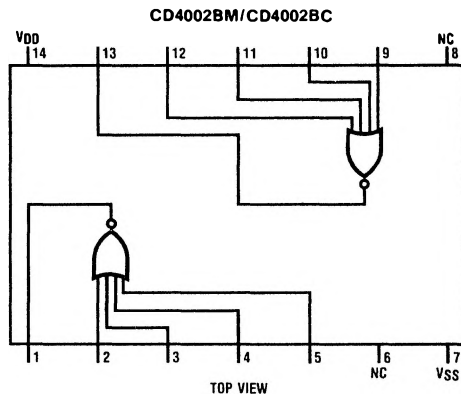 CD4002BM/CD4002BC
VDD NC
14 13 12 11 10 9 8
1 2 3 4 5 6 7
NC VSS
TOP VIEW